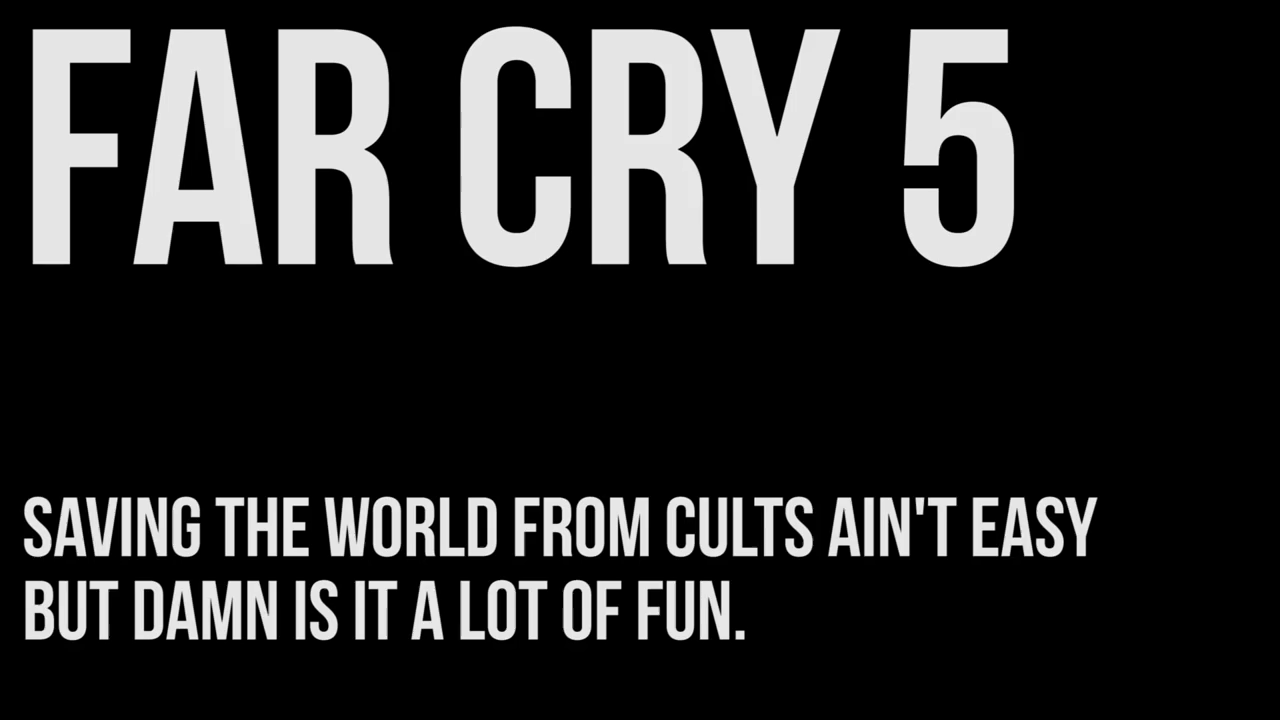 FAR CRY 5
SAVING THE WORLD FROM CULTS AIN'T EASY
BUT DAMN IS IT A LOT OF FUN.